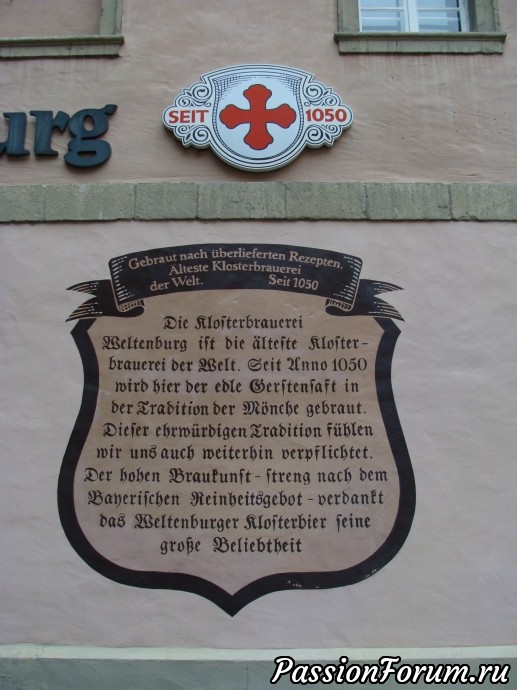 SEIT 1050
urg
Gebraut nach überlieferten Rezepten.
Älteste Klosterbrauerei
der Welt. Seit 1050
Die Klosterbrauerei
Weltenburg ist die älteste Kloster-
brauerei der Welt. Seit Anno 1050
wird hier der edle Gerstensaft in
der Tradition der Mönche gebraut.
Dieser ehrwürdigen Tradition fühlen
wir uns auch weiterhin verpflichtet.
Der hohen Braukunst - streng nach dem
Bayerischen Reinheitsgebot - verdankt
das Weltenburger Klosterbier seine
große Beliebtheit
PassionForum.ru